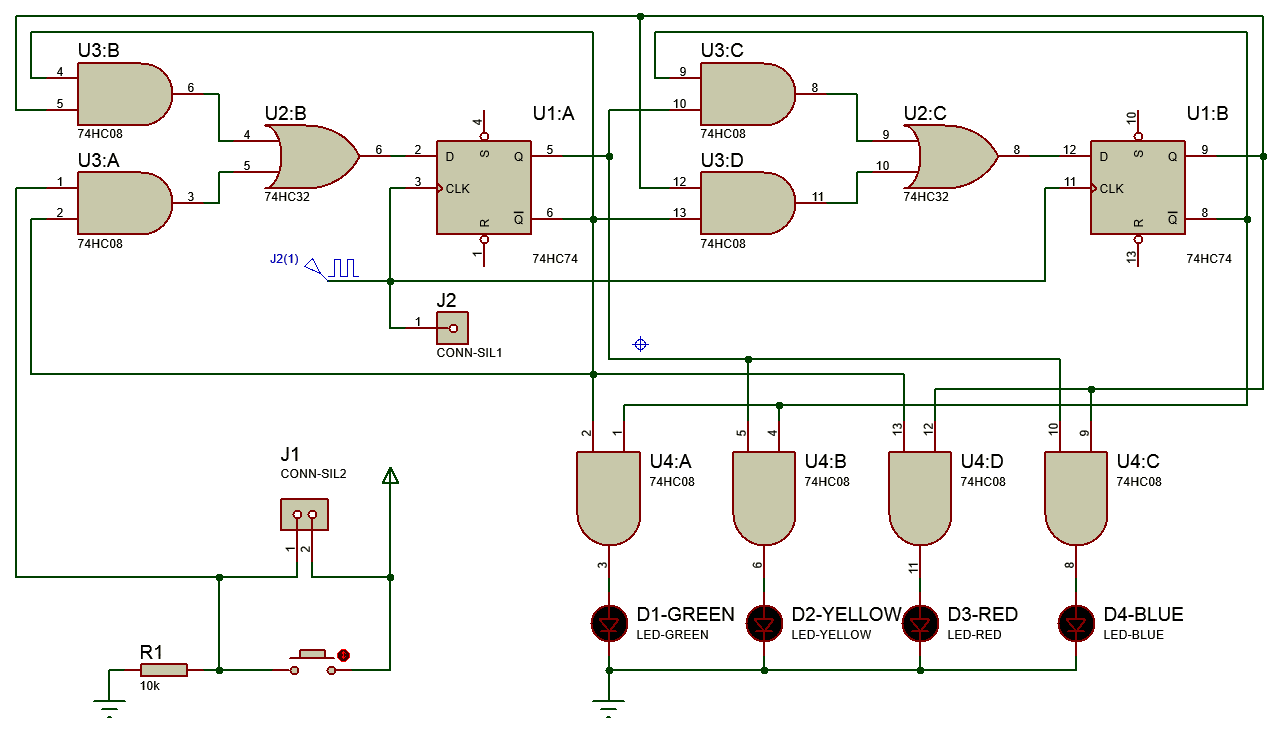 U3:B
4
5
6
74HC08
U3:A
1
2
3
74HC08
U2:B
4
5
6
74HC32
U1:A
4
2
D
S
Q
5
3
CLK
R
Q
6
1
74HC74
U3:C
9
10
8
74HC08
U3:D
12
13
11
74HC08
U2:C
9
10
8
74HC32
U1:B
10
12
D
S
Q
9
11
CLK
R
Q
8
13
74HC74
J2(1)
J2
1
CONN-SIL1
J1
CONN-SIL2
1
2
2
1
U4:A
74HC08
3
5
4
U4:B
74HC08
6
13
12
U4:D
74HC08
11
10
9
U4:C
74HC08
8
D1-GREEN
LED-GREEN
D2-YELLOW
LED-YELLOW
D3-RED
LED-RED
D4-BLUE
LED-BLUE
R1
10k